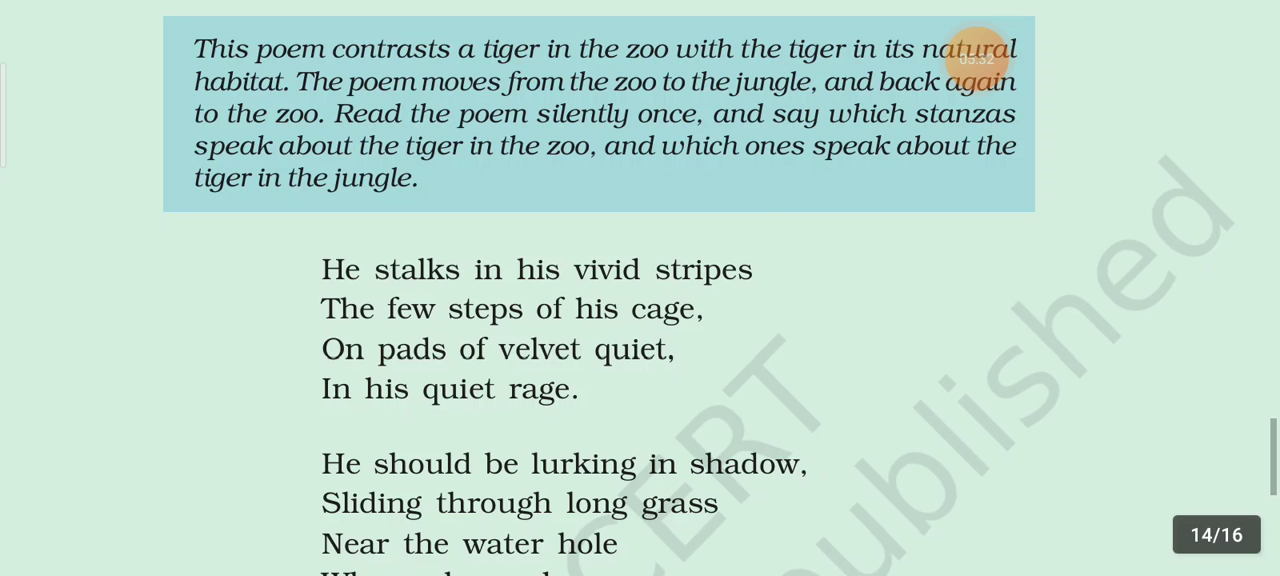 This poem contrasts a tiger in the zoo with the tiger in its natural
habitat. The poem moves from the zoo to the jungle, and back again
to the zoo. Read the poem silently once, and say which stanzas
speak about the tiger in the zoo, and which ones speak about the
tiger in the jungle.
05:32
He stalks in his vivid stripes
The few steps of his cage,
On pads of velvet quiet,
In his quiet rage.
He should be lurking in shadow,
Sliding through long grass
Near the water hole
14/16
CERT
published